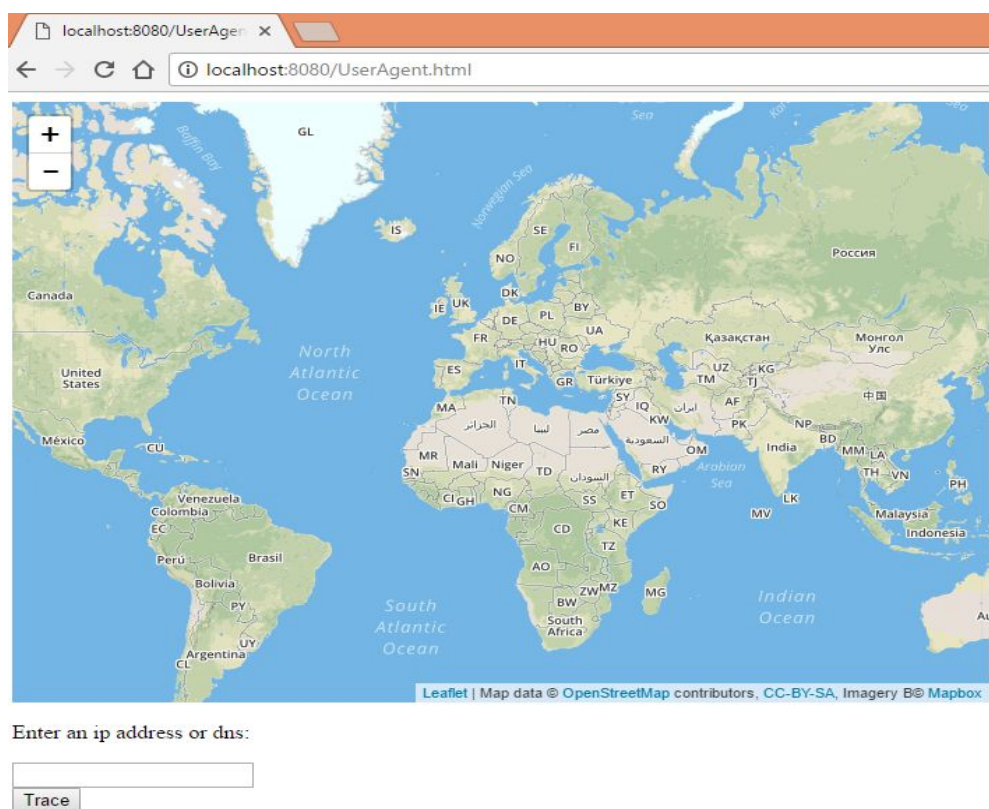 localhost:8080/UserAgen
localhost:8080/UserAgent.html
+
−
Baffin Bay
GL
Sea
IS
Norwegian Sea
SE
FI
NO
Россия
Canada
DK
IE
UK
BY
PL
DE
UA
FR
HU
RO
Қазақстан
Монгол
Улс
North
Atlantic
Ocean
United
States
ES
IT
GR
Türkiye
UZ
KG
TM
TJ
中国
MA
TN
SY
IQ
ایران
AF
KW
PK
NP
México
CU
الجزائر
ليبيا
مصر
السعودية
OM
India
BD
MM
LA
MR
Mali
Niger
TD
السودان
RY
Arabian
Sea
TH
VN
PH
SN
CI
GH
NG
CM
SS
ET
SO
LK
MV
Venezuela
Colombia
EC
CD
KE
Malaysia
Indonesia
Perú
Brasil
TZ
AO
Bolivia
ZW
MZ
MG
BW
PY
South
Atlantic
Ocean
South
Africa
Indian
Ocean
Au
UY
Argentina
CL
Leaflet | Map data © OpenStreetMap contributors, CC-BY-SA, Imagery В© Mapbox
Enter an ip address or dns:
Trace